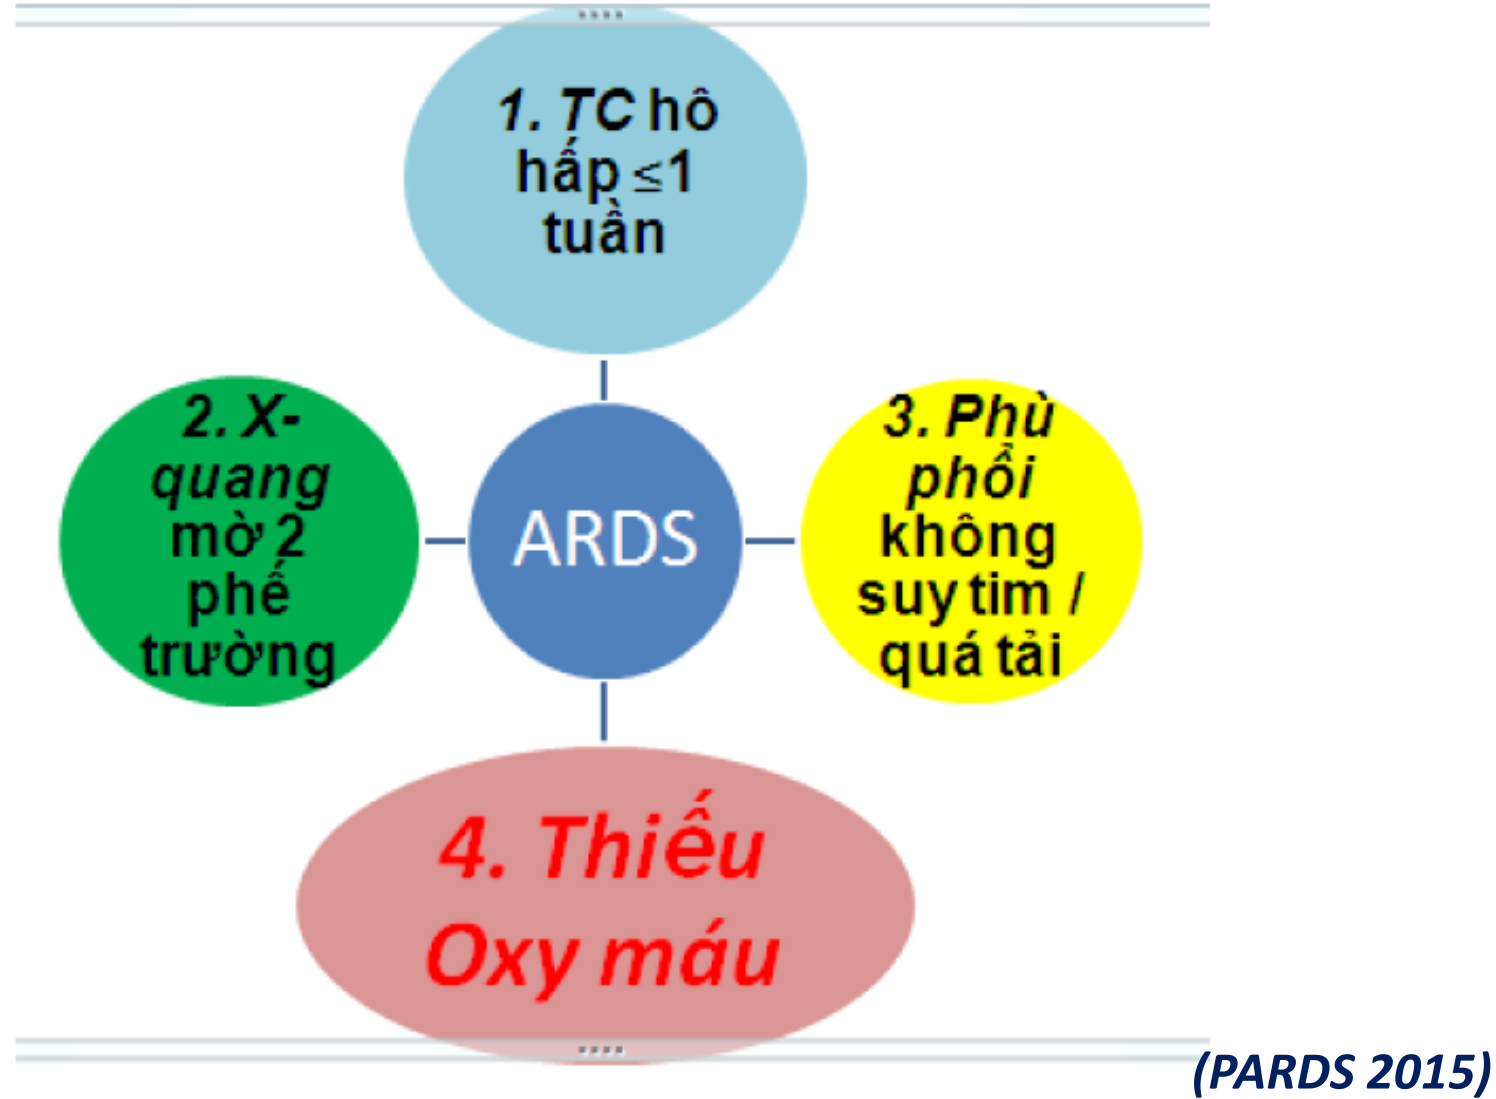 1. TC hô
hấp ≤1
tuần
2. X-
quang
mờ 2
phế
trường
ARDS
3. Phù
phổi
không
suy tim /
quá tải
4. Thiếu
Oxy máu
(PARDS 2015)